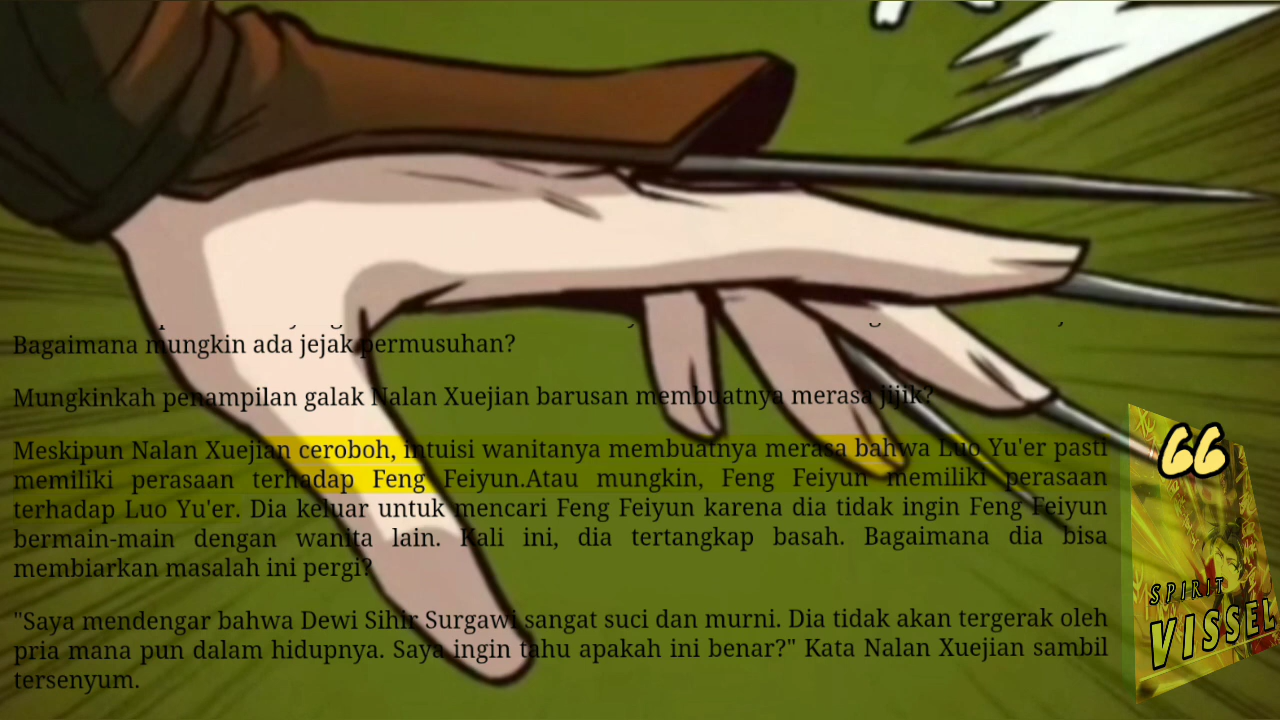 Bagaimana mungkin ada jejak permusuhan?
Mungkinkah penampilan galak Nalan Xuejian barusan membuatnya merasa jijik?
Meskipun Nalan Xuejian ceroboh, intuisi wanitanya membuatnya merasa bahwa Luo Yu'er pasti
memiliki perasaan terhadap Feng Feiyun.Atau mungkin, Feng Feiyun memiliki perasaan
terhadap Luo Yu'er. Dia keluar untuk mencari Feng Feiyun karena dia tidak ingin Feng Feiyun
bermain-main dengan wanita lain. Kali ini, dia tertangkap basah. Bagaimana dia bisa
membiarkan masalah ini pergi?
"Saya mendengar bahwa Dewi Sihir Surgawi sangat suci dan murni. Dia tidak akan tergerak oleh
pria mana pun dalam hidupnya. Saya ingin tahu apakah ini benar?" Kata Nalan Xuejian sambil
tersenyum.
66
SPIRIT
VISSEL